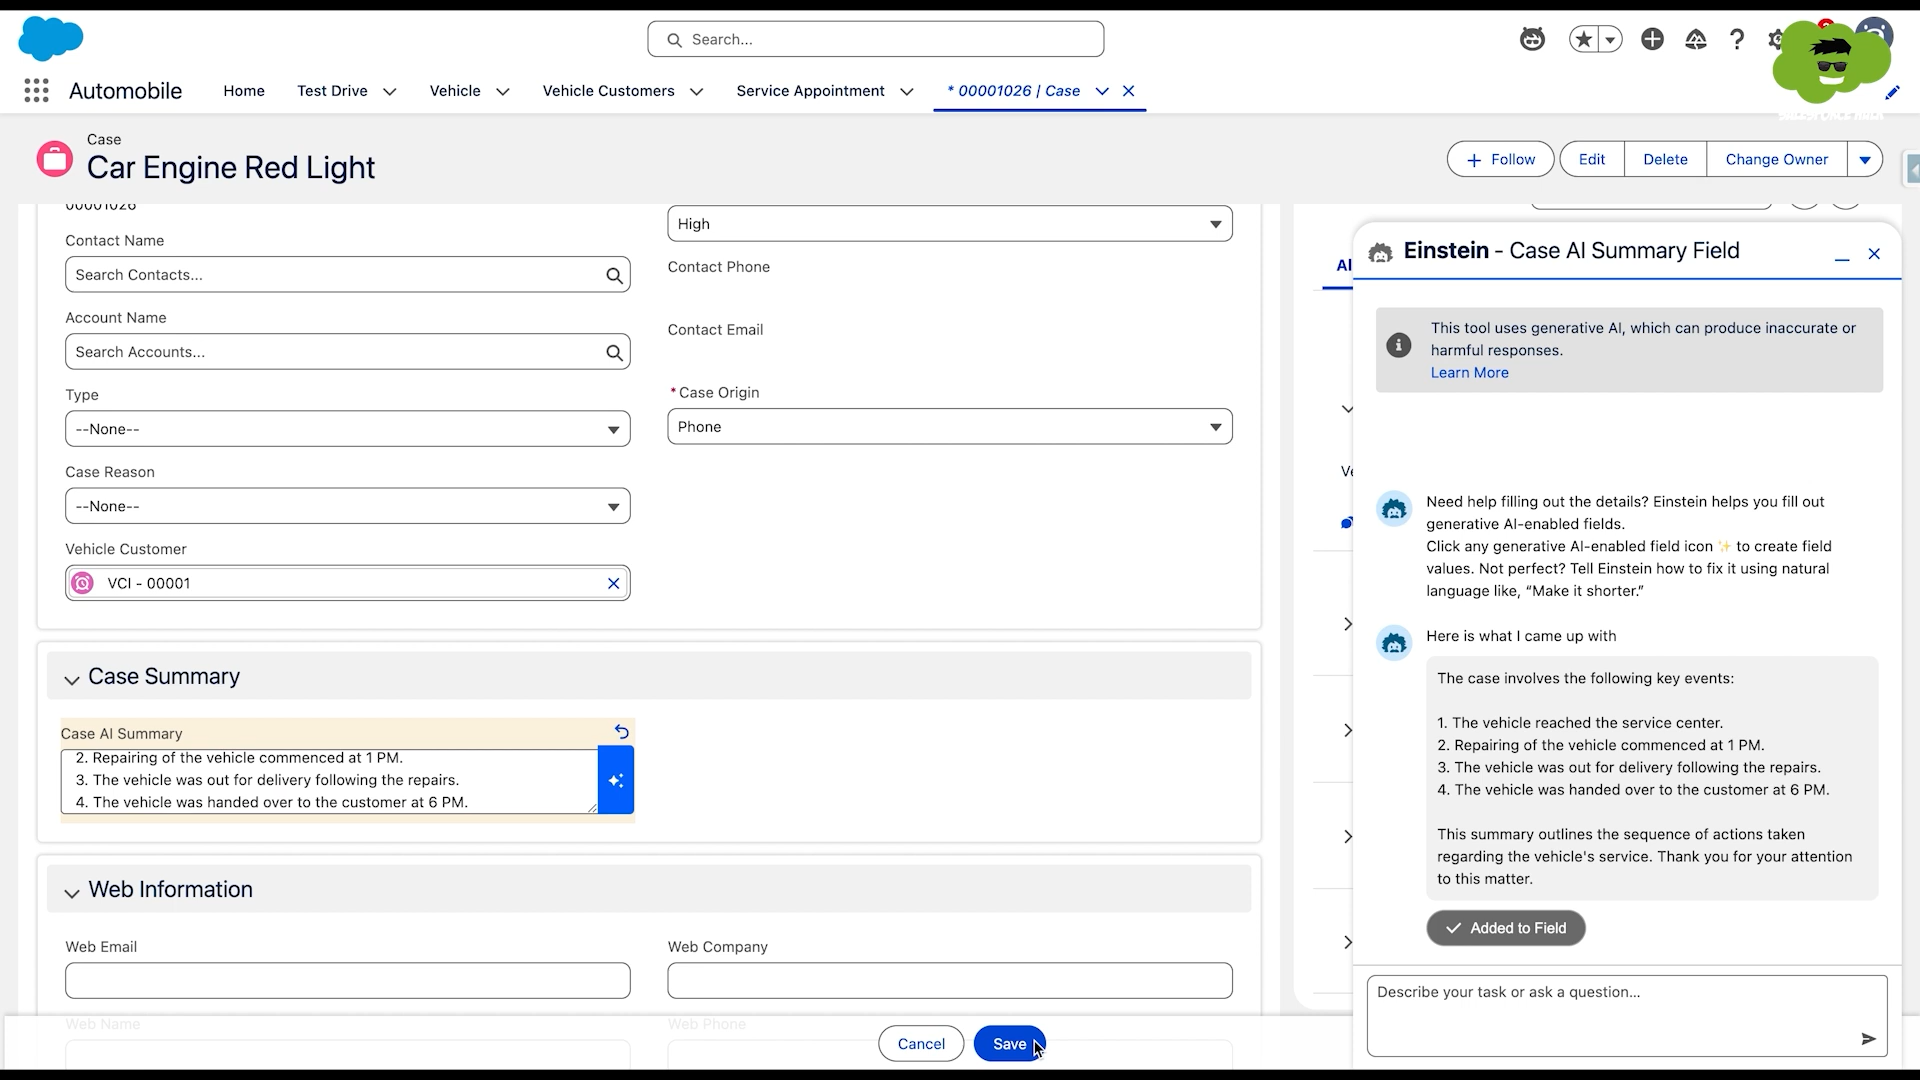 Search...
Automobile
Home
Test Drive
Vehicle
Vehicle Customers
Service Appointment
* 00001026 | Case
Case
Car Engine Red Light
Follow
Edit
Delete
Change Owner
00001026
Contact Name
Search Contacts...
Account Name
Search Accounts...
Type
--None--
Case Reason
--None--
Vehicle Customer
VCI - 00001
High
Contact Phone
Contact Email
* Case Origin
Phone
Case Summary
Case AI Summary
2. Repairing of the vehicle commenced at 1 PM.
3. The vehicle was out for delivery following the repairs.
4. The vehicle was handed over to the customer at 6 PM.
Web Information
Web Email
Web Company
Web Name
Web Phone
Cancel
Save
AI
Ve
Einstein - Case AI Summary Field
This tool uses generative AI, which can produce inaccurate or
harmful responses.
Learn More
Need help filling out the details? Einstein helps you fill out
generative AI-enabled fields.
Click any generative AI-enabled field icon ✨ to create field
values. Not perfect? Tell Einstein how to fix it using natural
language like, “Make it shorter.”
Here is what I came up with
The case involves the following key events:
1. The vehicle reached the service center.
2. Repairing of the vehicle commenced at 1 PM.
3. The vehicle was out for delivery following the repairs.
4. The vehicle was handed over to the customer at 6 PM.
This summary outlines the sequence of actions taken
regarding the vehicle's service. Thank you for your attention
to this matter.
Added to Field
Describe your task or ask a question...